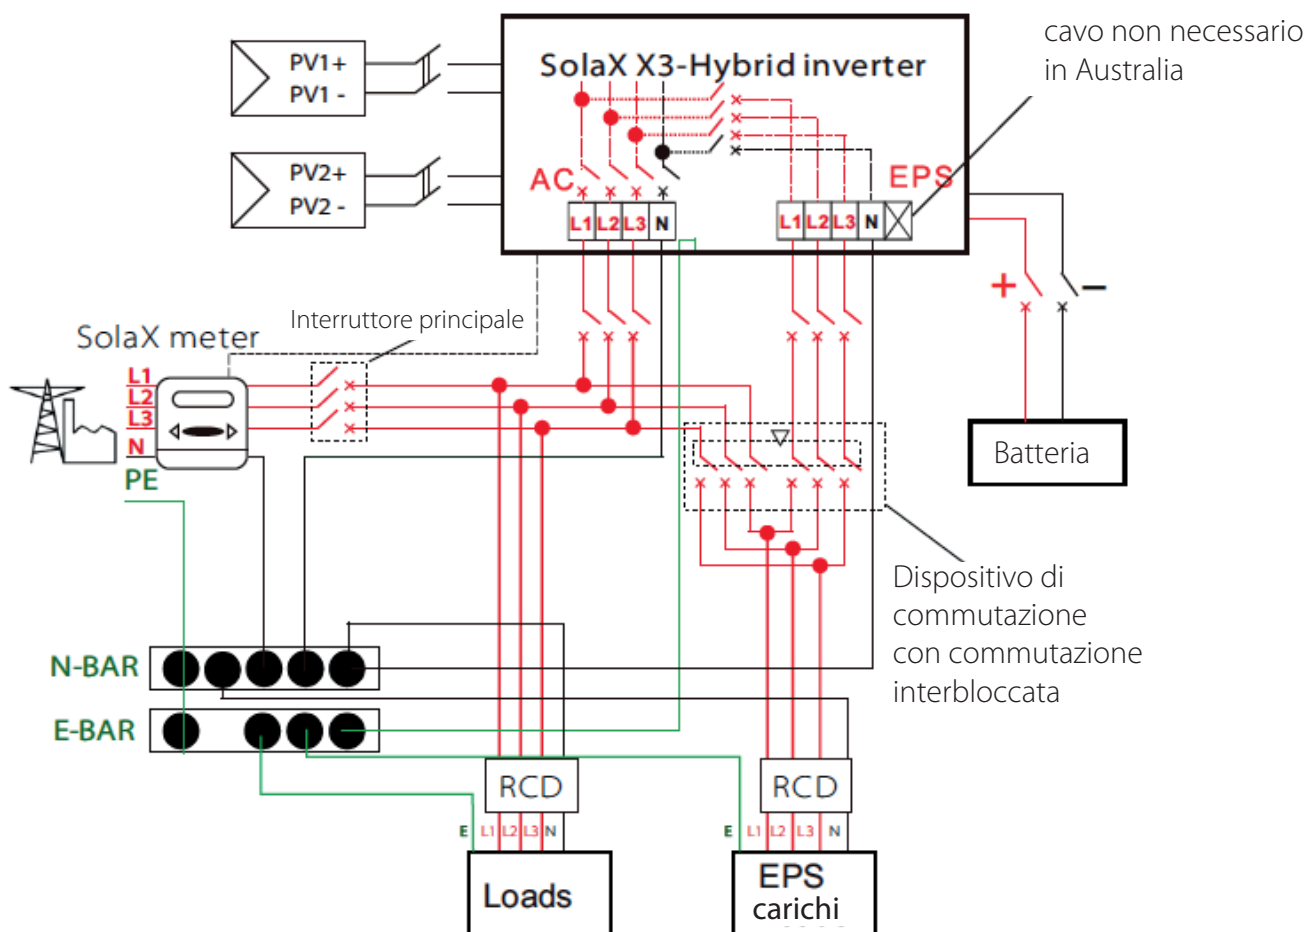 cavo non necessario
in Australia
PV1+
PV1 -
SolaX X3-Hybrid inverter
PV2+
PV2 -
AC
EPS
L1 L2 L3 N
L1 L2 L3 N
+ −
Interruttore principale
SolaX meter
L1
L2
L3
N
PE
Batteria
Dispositivo di
commutazione
con commutazione
interbloccata
N-BAR
E-BAR
RCD
RCD
E L1 L2 L3 N
E L1 L2 L3 N
Loads
EPS
carichi